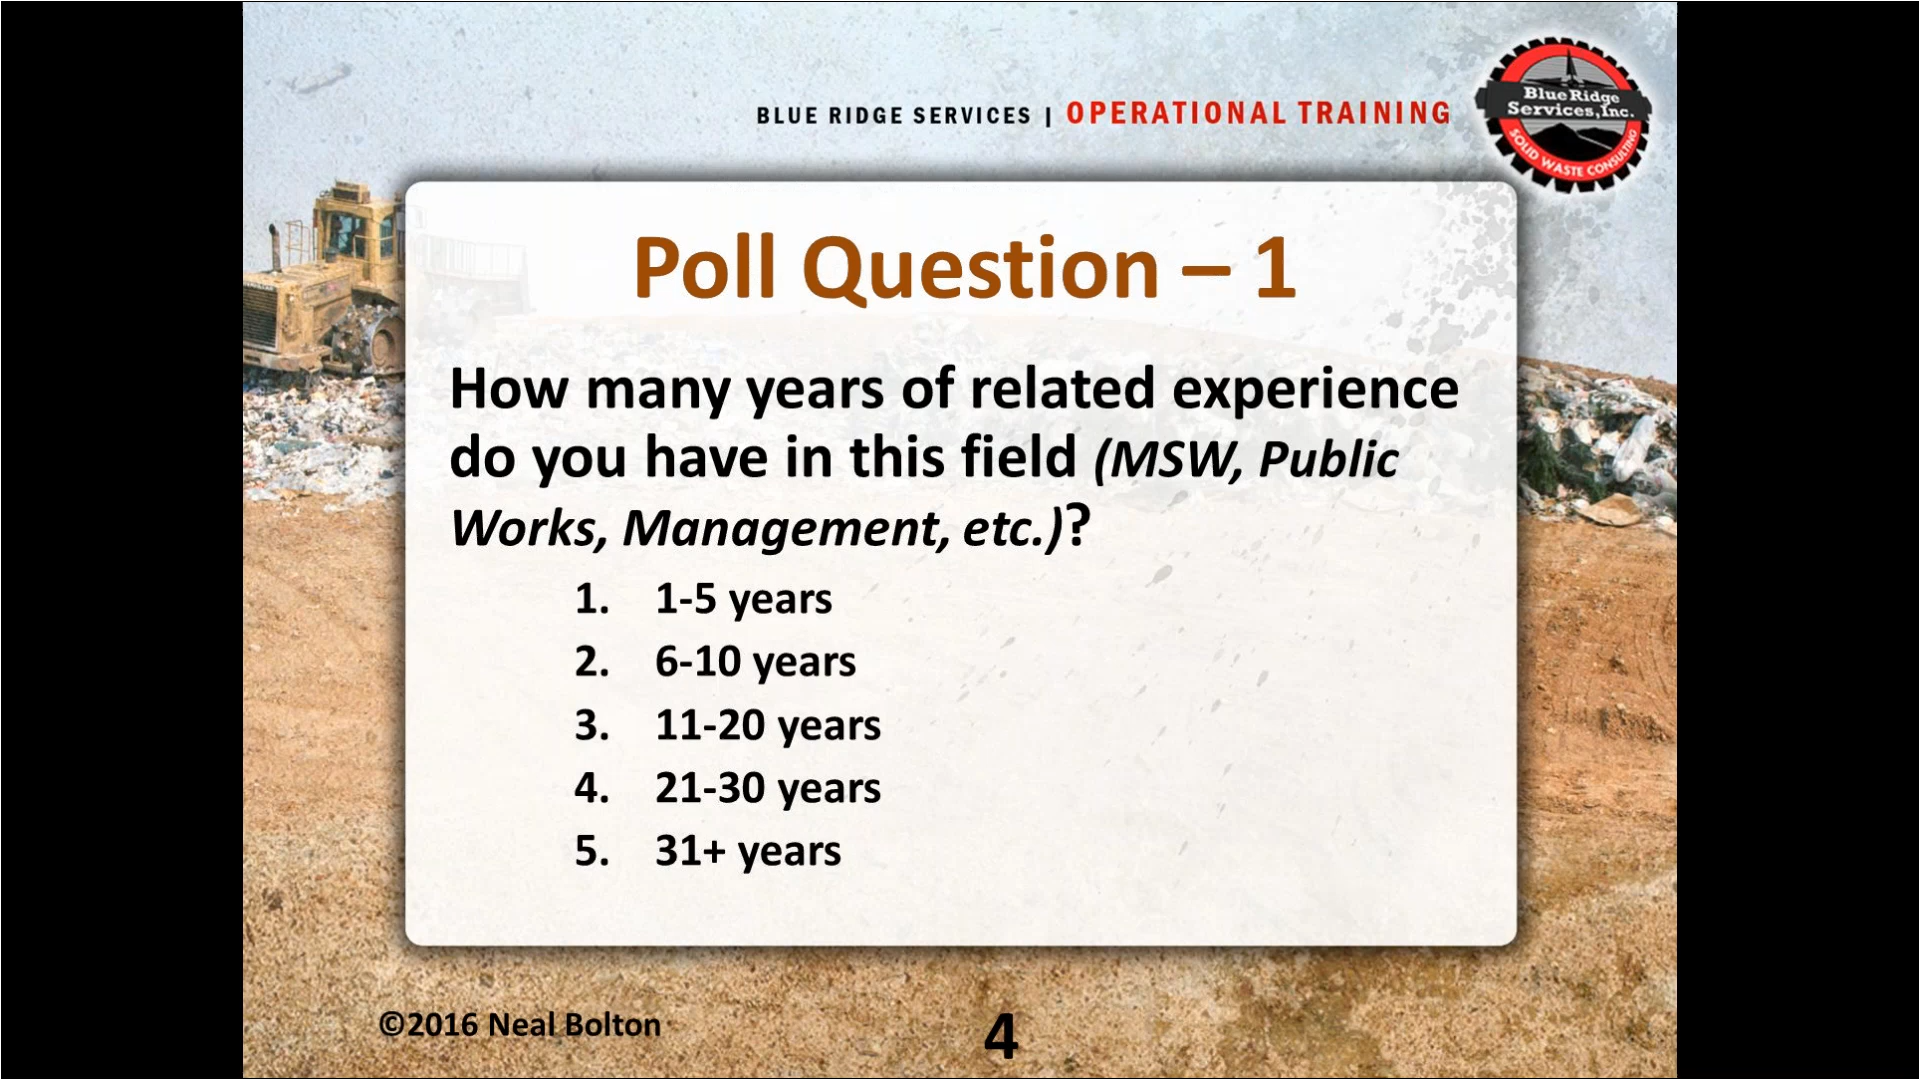 BLUE RIDGE SERVICES | OPERATIONAL TRAINING
Blue Ridge
Services, Inc.
SOLID WASTE CONSULTING
Poll Question – 1
How many years of related experience
do you have in this field (MSW, Public
Works, Management, etc.)?
1. 1-5 years
2. 6-10 years
3. 11-20 years
4. 21-30 years
5. 31+ years
©2016 Neal Bolton
4